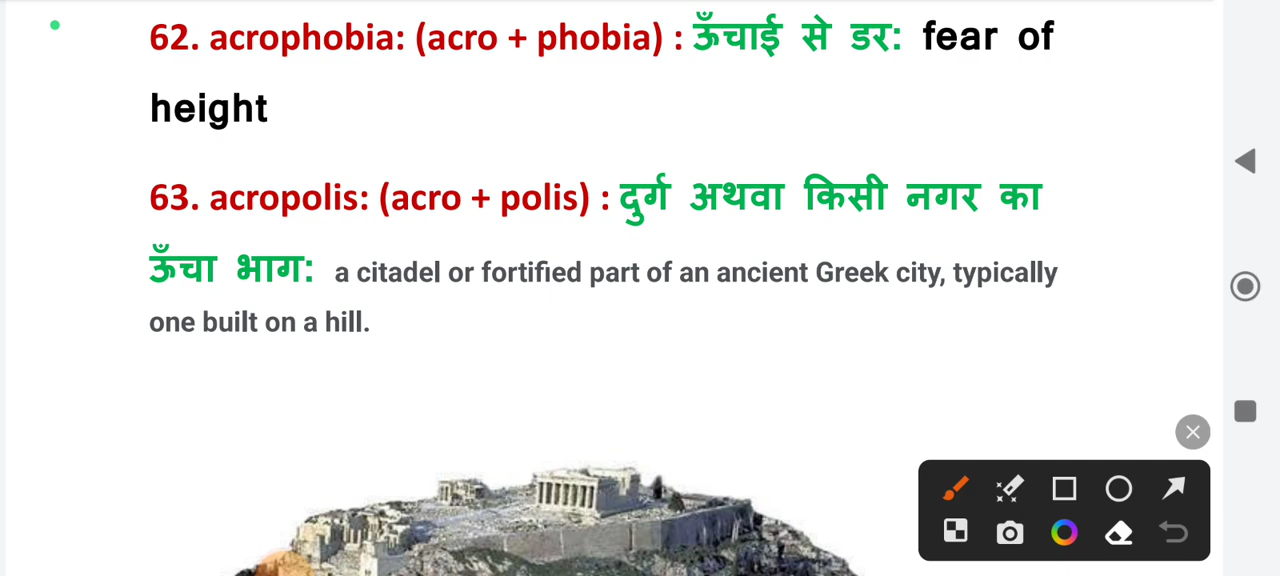 62. acrophobia: (acro + phobia) : ऊँचाई से डर: fear of
height
63. acropolis: (acro + polis) : दुर्ग अथवा किसी नगर का
ऊँचा भाग: a citadel or fortified part of an ancient Greek city, typically
one built on a hill.